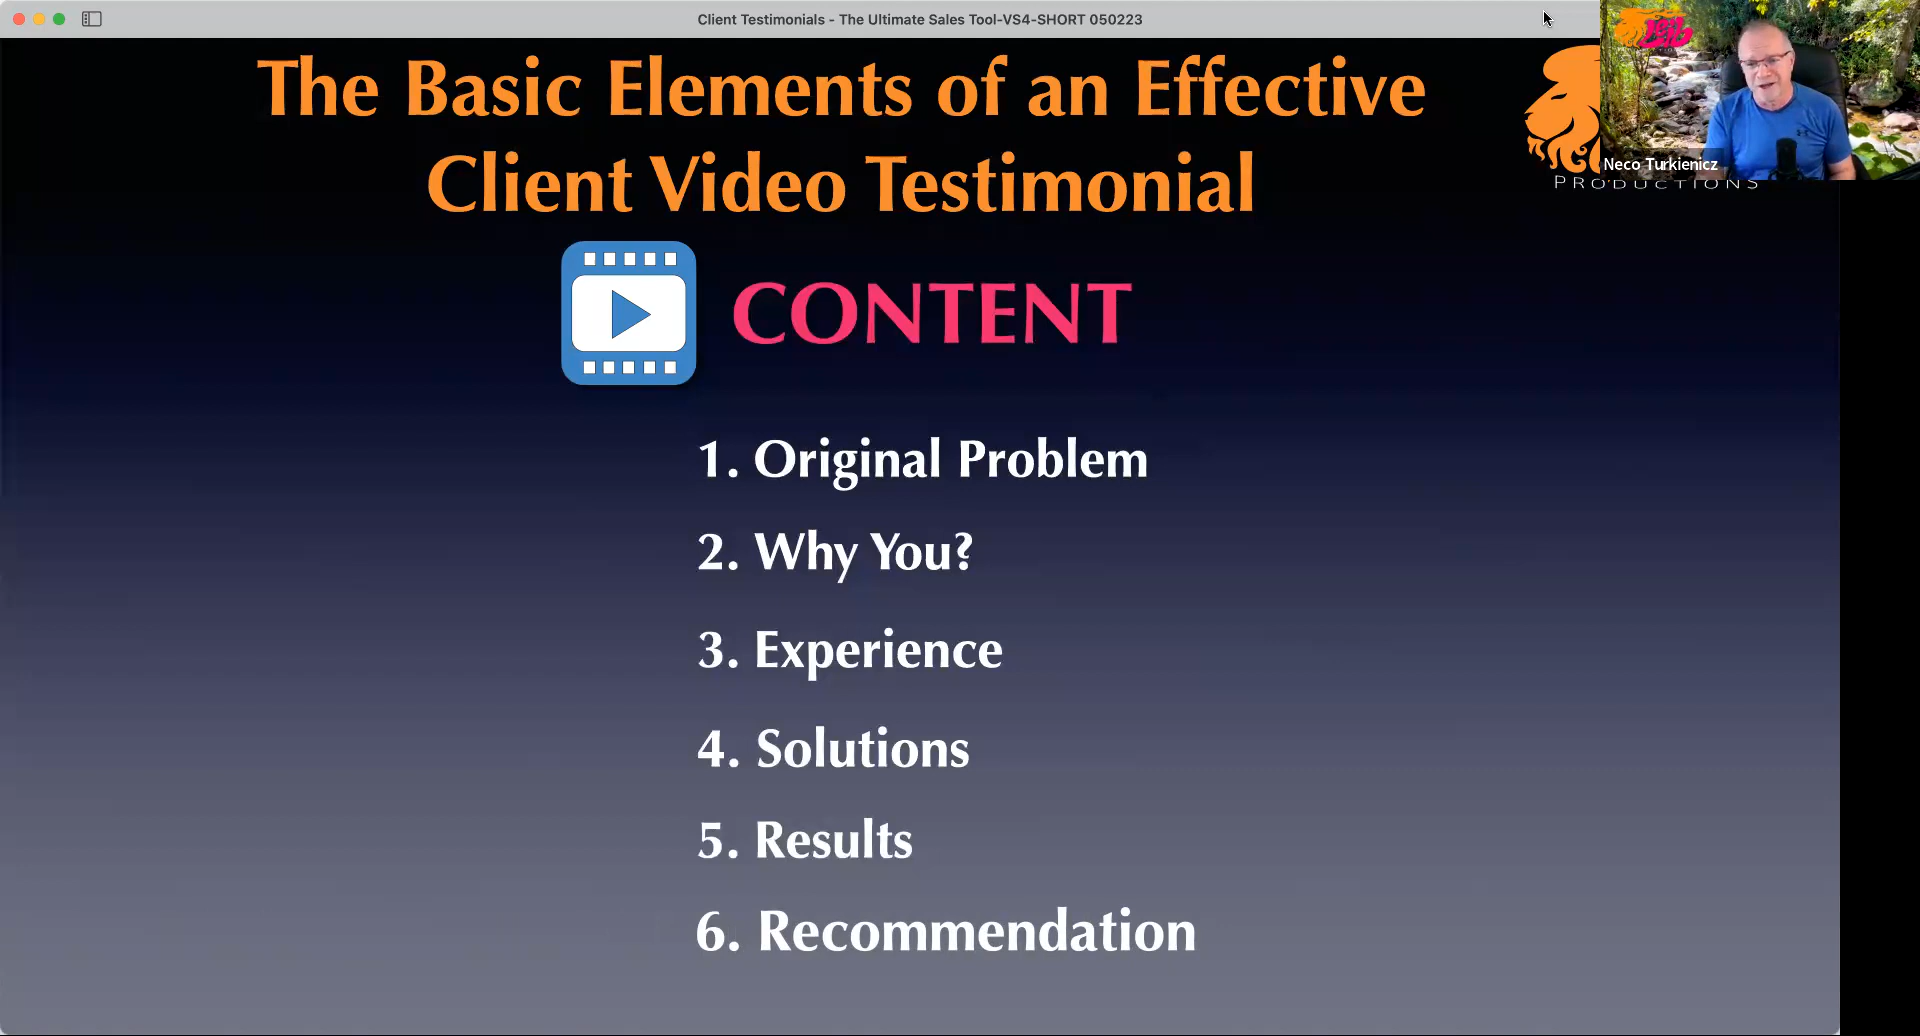 Client Testimonials - The Ultimate Sales Tool-VS4-SHORT 050223
The Basic Elements of an Effective
Client Video Testimonial
Neco Turkienicz
PRODUCTIONS
CONTENT
1. Original Problem
2. Why You?
3. Experience
4. Solutions
5. Results
6. Recommendation